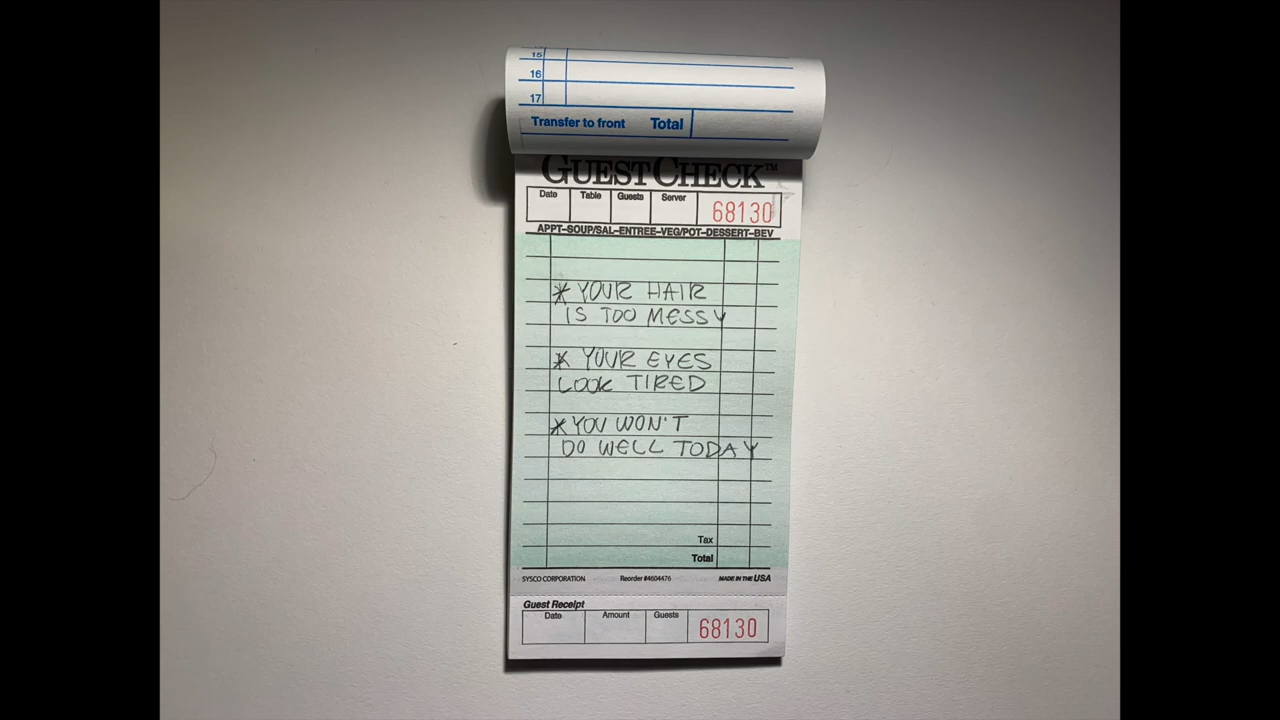 15
16
17
Transfer to front Total
GUESTCHECK™
Date Table Guests Server 68130
APPT–SOUP/SAL–ENTREE–VEG/POT–DESSERT–BEV
* YOUR HAIR
IS TOO MESSY
* YOUR EYES
LOOK TIRED
* YOU WON'T
DO WELL TODAY
Tax
Total
SYSCO CORPORATION Reorder #4604476 MADE IN THE USA
Guest Receipt
Date Amount Guests 68130